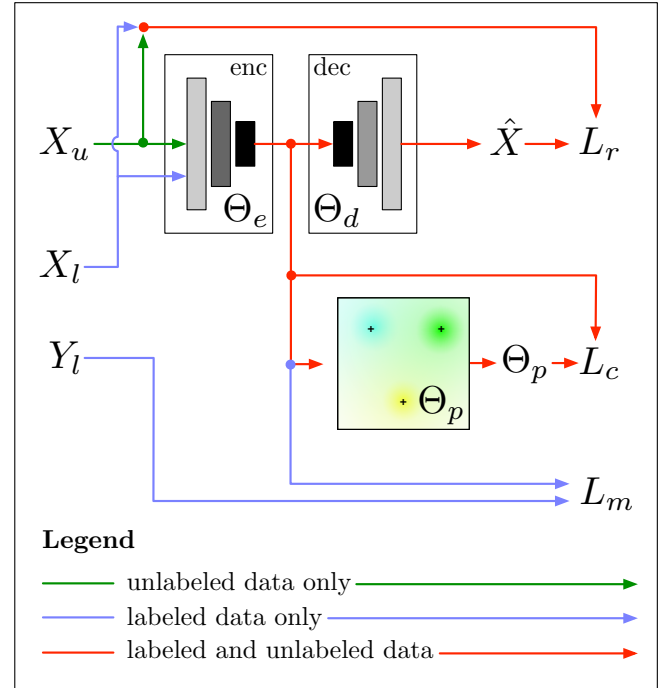 enc
dec
X_u
Θ_e
Θ_d
X̂
L_r
X_l
Y_l
Θ_p
Θ_p
L_c
L_m
Legend
unlabeled data only
labeled data only
labeled and unlabeled data